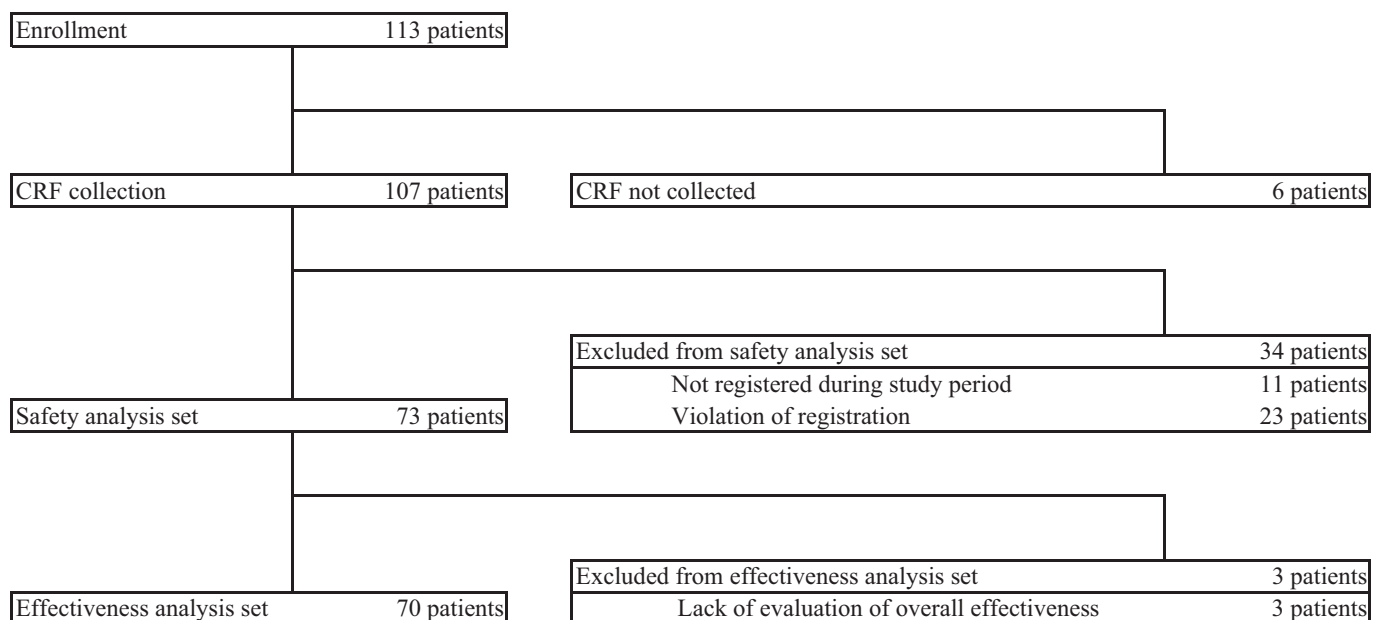 Enrollment 113 patients
CRF collection 107 patients CRF not collected 6 patients
Excluded from safety analysis set 34 patients
Not registered during study period 11 patients
Safety analysis set 73 patients Violation of registration 23 patients
Excluded from effectiveness analysis set 3 patients
Effectiveness analysis set 70 patients Lack of evaluation of overall effectiveness 3 patients